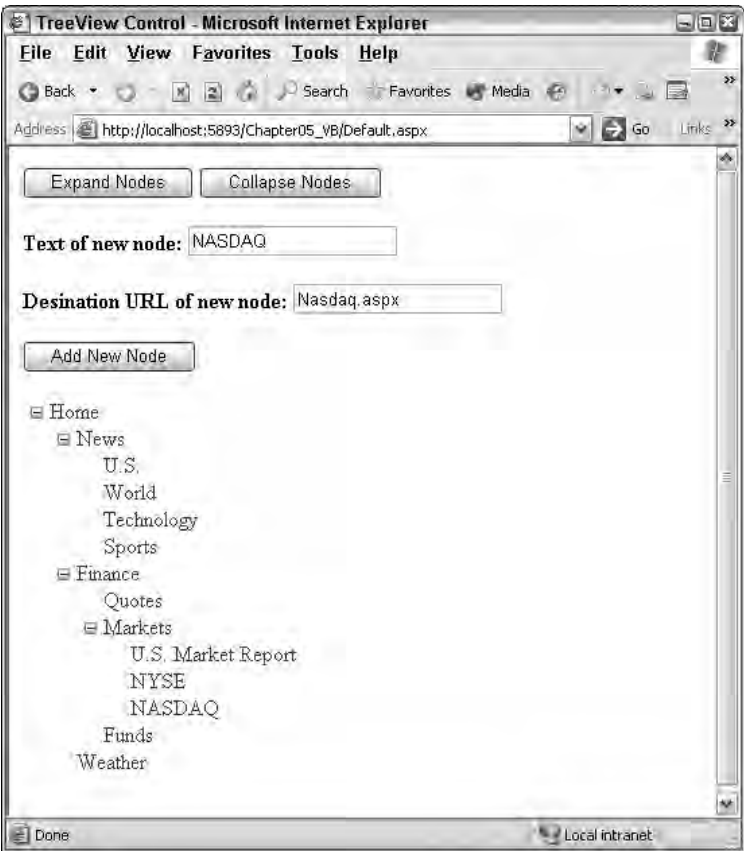 TreeView Control - Microsoft Internet Explorer
File Edit View Favorites Tools Help
Back Search Favorites Media »
Address http://localhost:5893/Chapter05_VB/Default.aspx Go Links »
Expand Nodes Collapse Nodes
Text of new node: NASDAQ
Desination URL of new node: Nasdaq.aspx
Add New Node
Home
News
U.S.
World
Technology
Sports
Finance
Quotes
Markets
U.S. Market Report
NYSE
NASDAQ
Funds
Weather
Done Local intranet